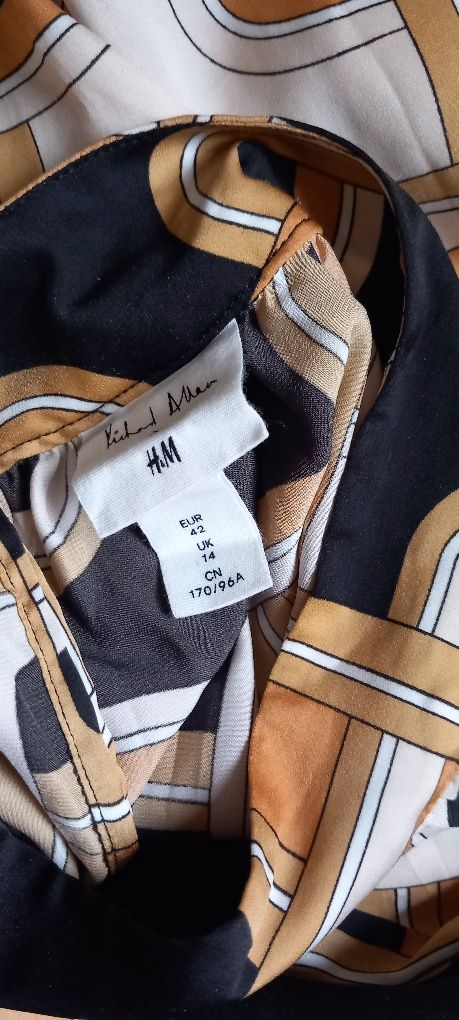 Richard Allan
H&M
EUR
42
UK
14
CN
170/96A